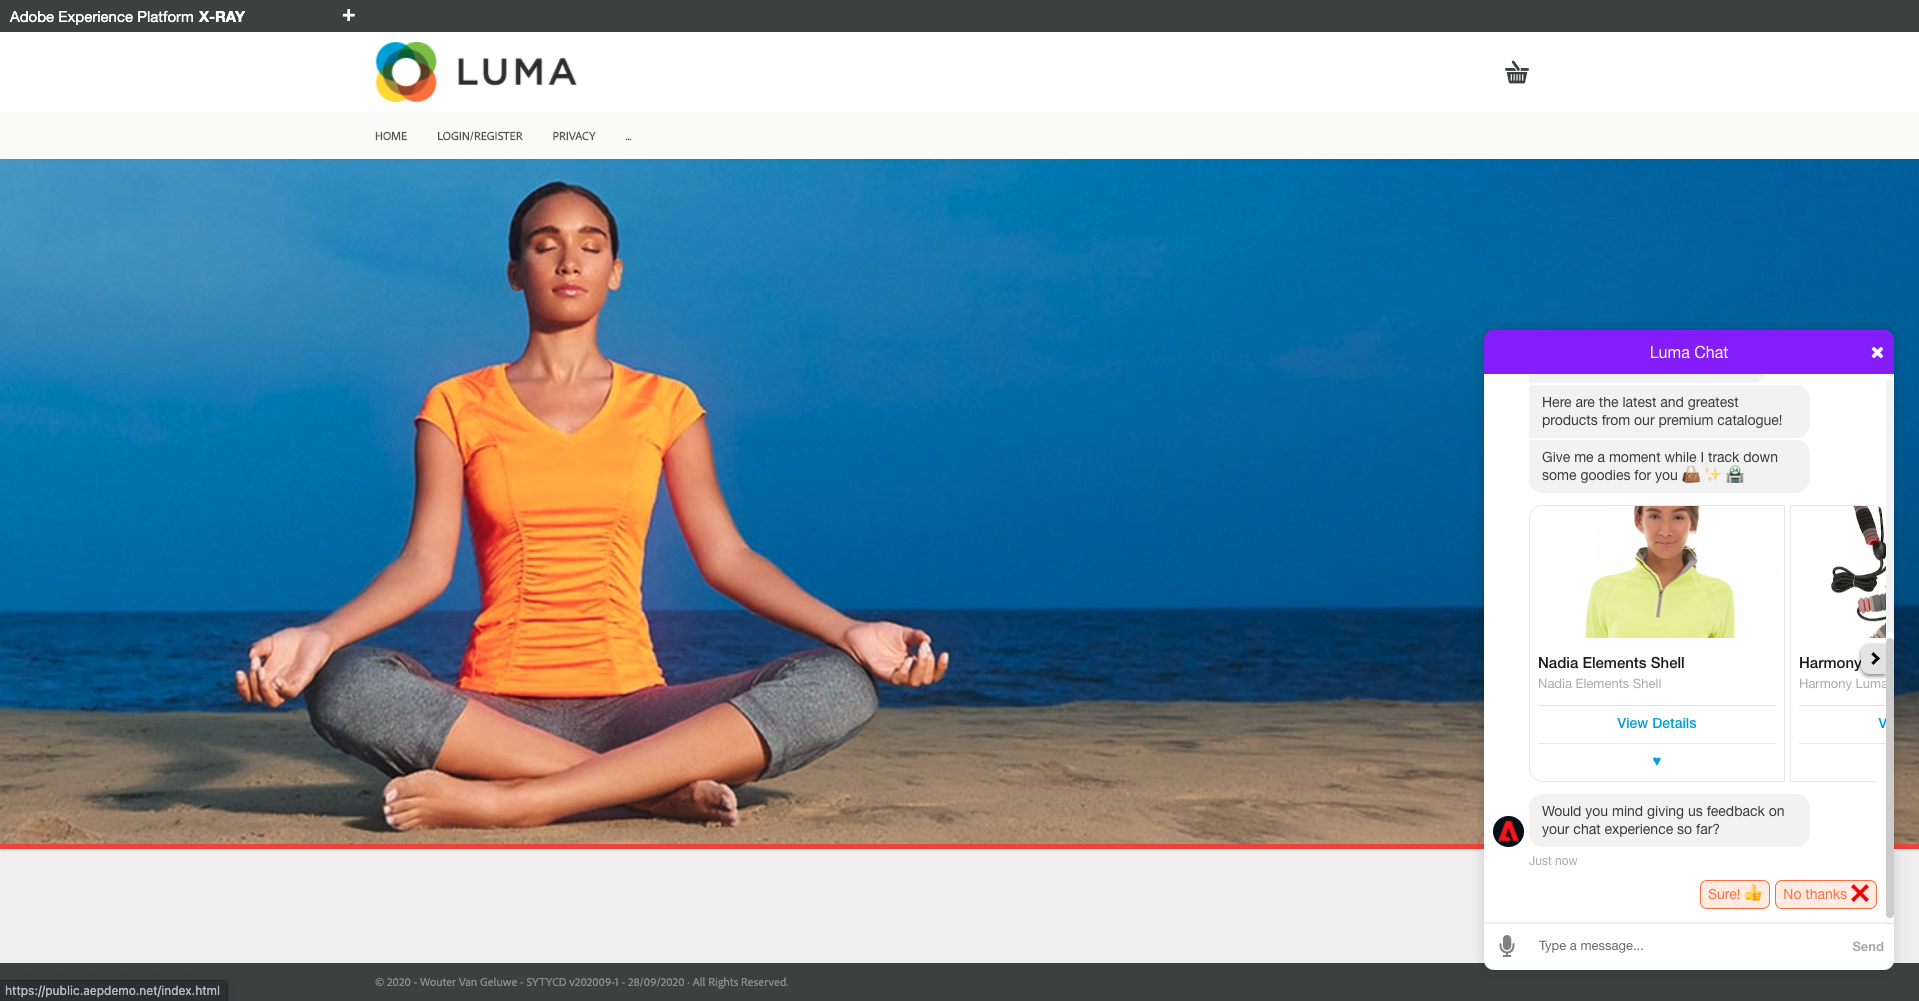 Adobe Experience Platform X-RAY +
LUMA
HOME LOGIN/REGISTER PRIVACY ...
Luma Chat
Here are the latest and greatest
products from our premium catalogue!
Give me a moment while I track down
some goodies for you 👜 ✨ 🏪
Nadia Elements Shell
Nadia Elements Shell
View Details
♥
Harmony
Harmony Luma
V
Would you mind giving us feedback on
your chat experience so far?
Just now
Sure! 👍 No thanks ❌
Type a message... Send
© 2020 - Wouter Van Geluwe - SYTYCD v202009-1 - 28/09/2020 · All Rights Reserved.
https://public.aepdemo.net/index.html